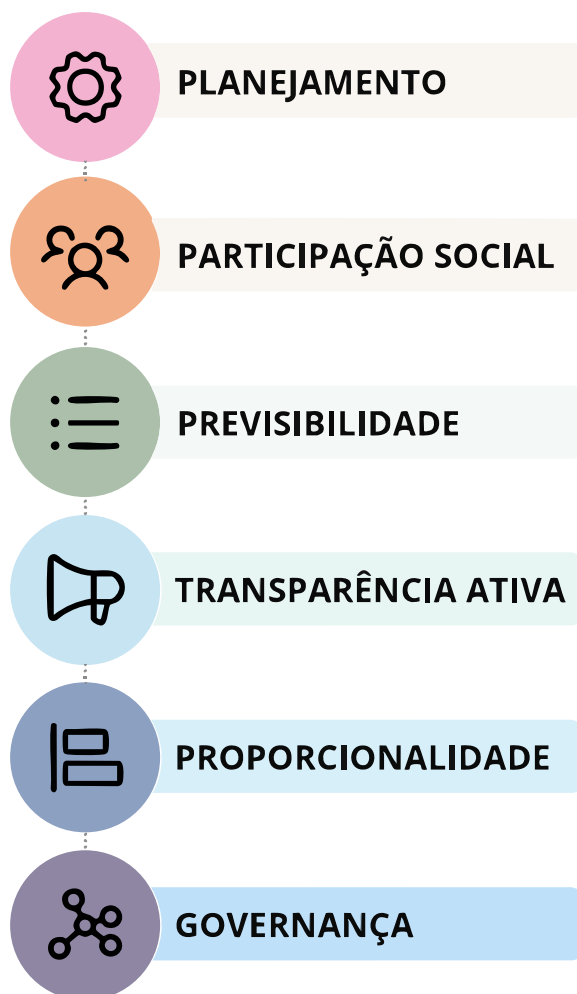 PLANEJAMENTO
PARTICIPAÇÃO SOCIAL
PREVISIBILIDADE
TRANSPARÊNCIA ATIVA
PROPORCIONALIDADE
GOVERNANÇA